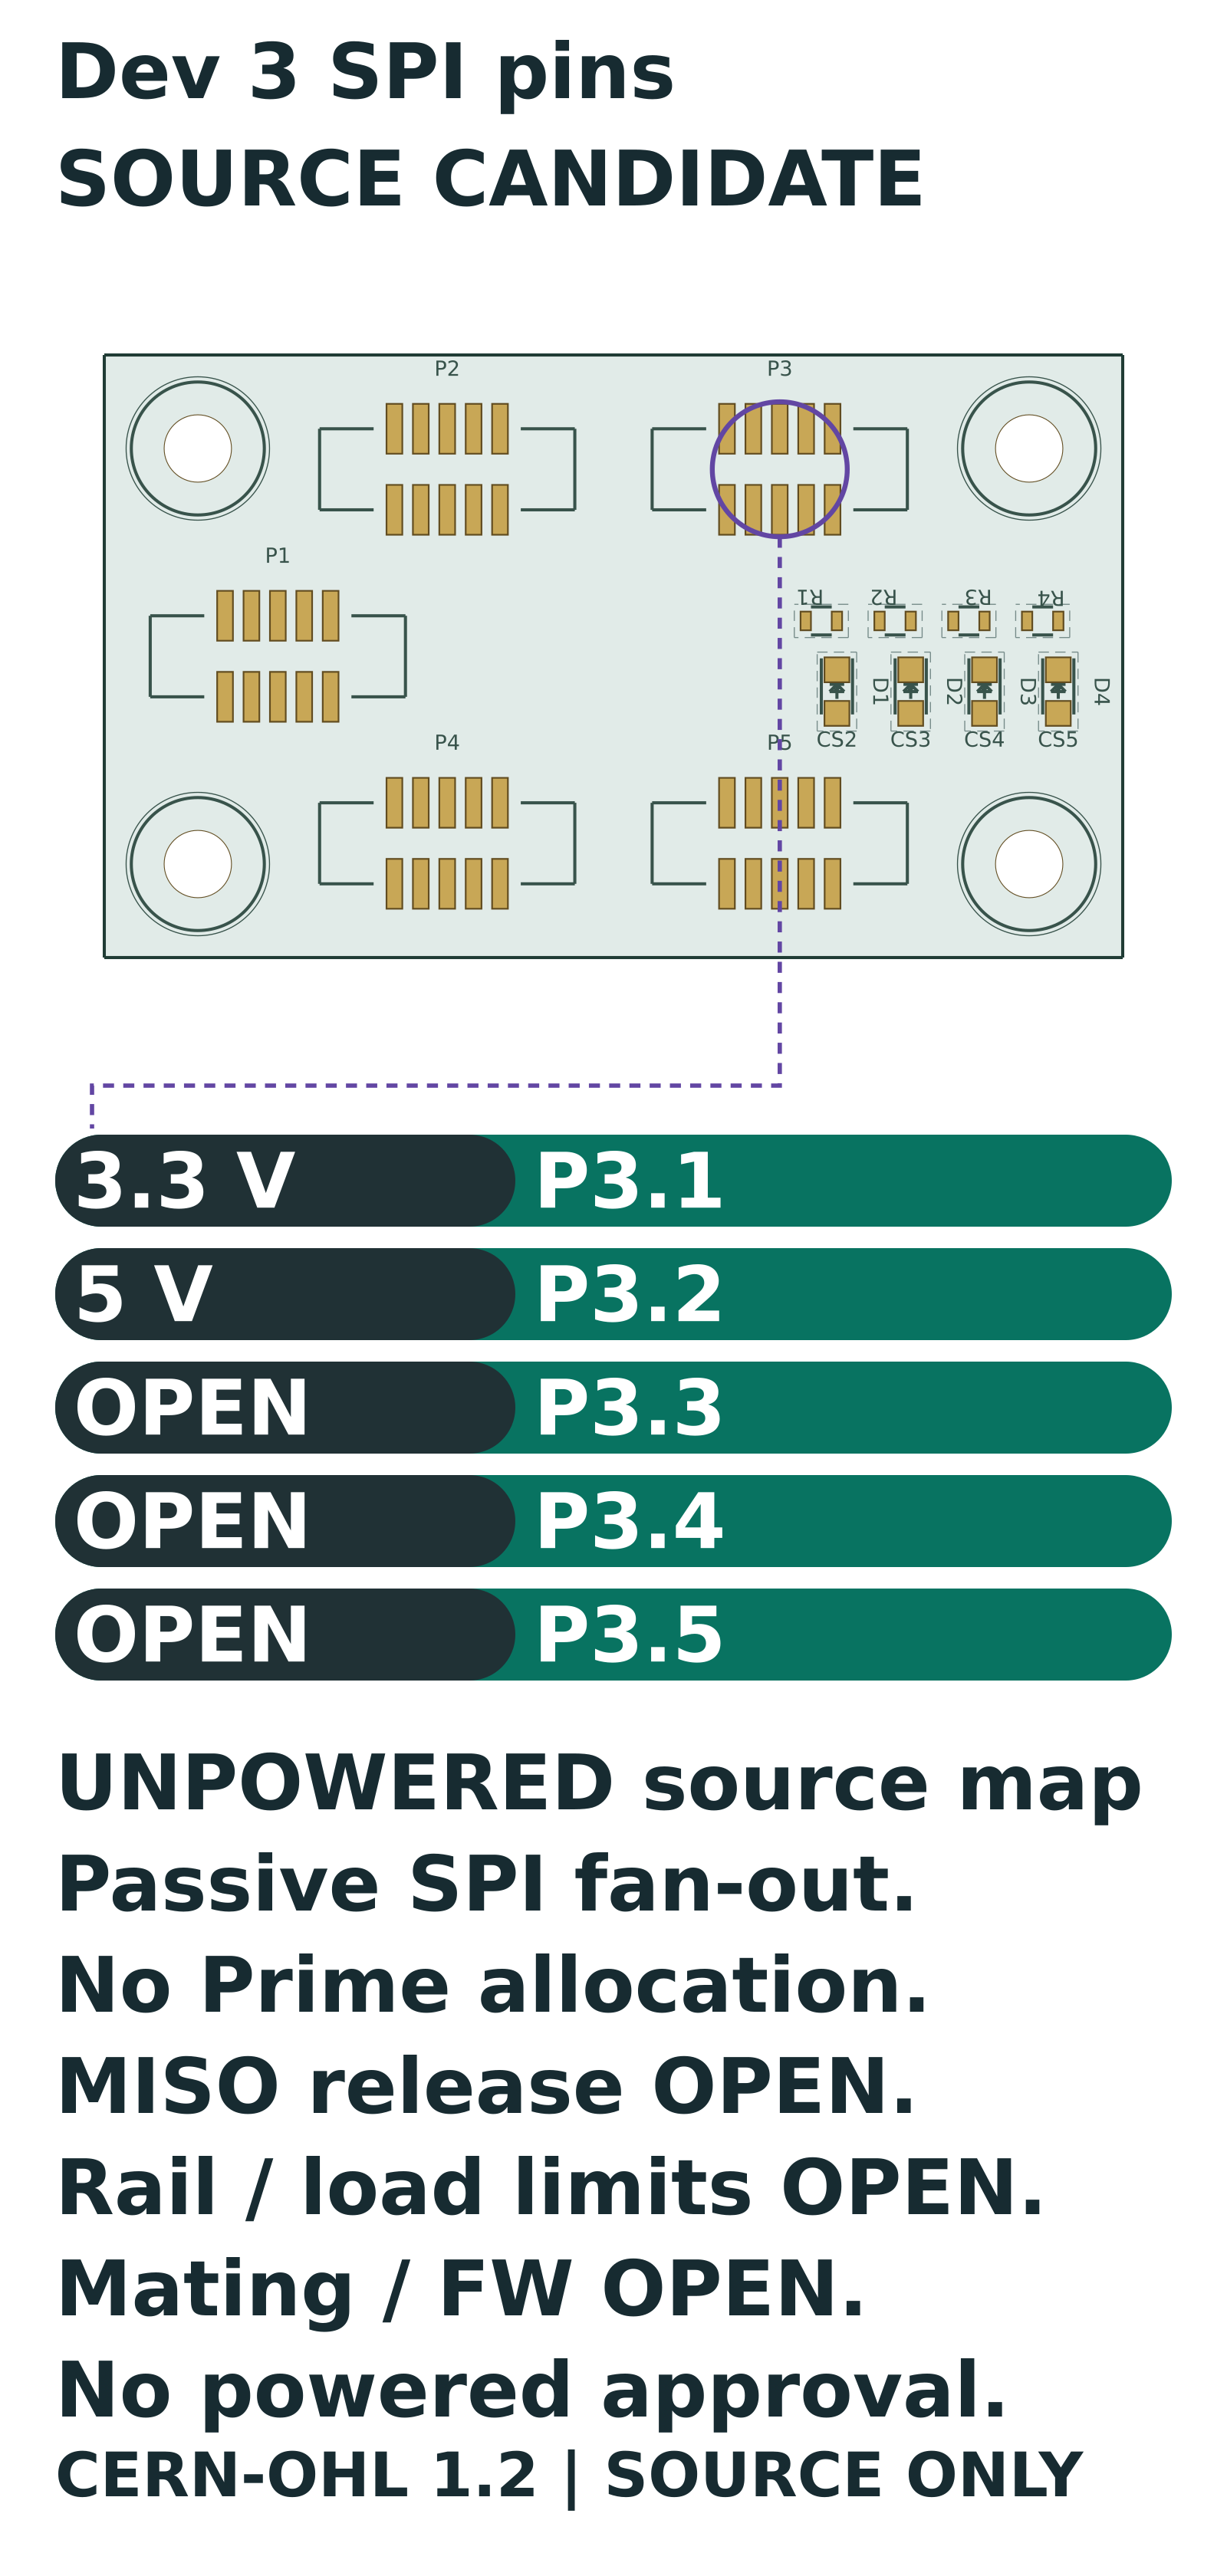 Dev 3 SPI pins
SOURCE CANDIDATE
P2 P3
P1
R1 R2 R3 R4
D1 D2 D3 D4
P4 P5 CS2 CS3 CS4 CS5
3.3 V P3.1
5 V P3.2
OPEN P3.3
OPEN P3.4
OPEN P3.5
UNPOWERED source map
Passive SPI fan-out.
No Prime allocation.
MISO release OPEN.
Rail / load limits OPEN.
Mating / FW OPEN.
No powered approval.
CERN-OHL 1.2 | SOURCE ONLY